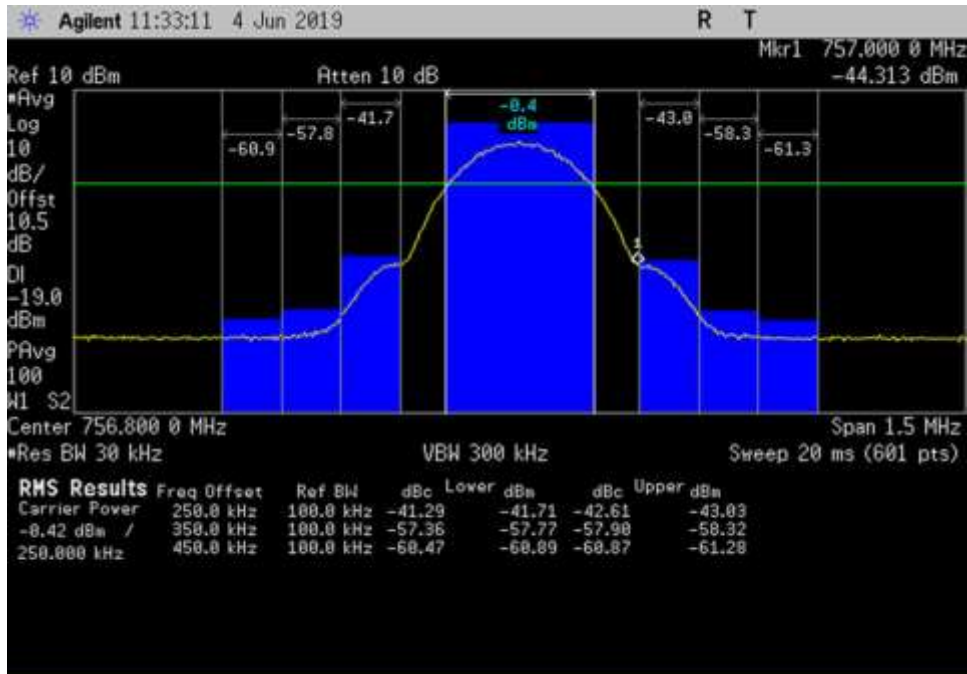 Agilent 11:33:11 4 Jun 2019 R T
Mkr1 757.000 0 MHz
Ref 10 dBm Atten 10 dB -44.313 dBm
*Avg
Log
10
dB/
Offst
10.5
dB
DI
-19.0
dBm
PAvg
100
W1 S2
-60.9 -57.8 -41.7 -0.4 dBm -43.0 -58.3 -61.3
1
Center 756.800 0 MHz Span 1.5 MHz
*Res BW 30 kHz VBW 300 kHz Sweep 20 ms (601 pts)
RMS Results Freq Offset Ref BW dBc Lower dBm dBc Upper dBm
Carrier Power 250.0 kHz 100.0 kHz -41.29 -41.71 -42.61 -43.03
-0.42 dBm / 350.0 kHz 100.0 kHz -57.36 -57.77 -57.90 -58.32
250.000 kHz 450.0 kHz 100.0 kHz -60.47 -60.89 -60.87 -61.28